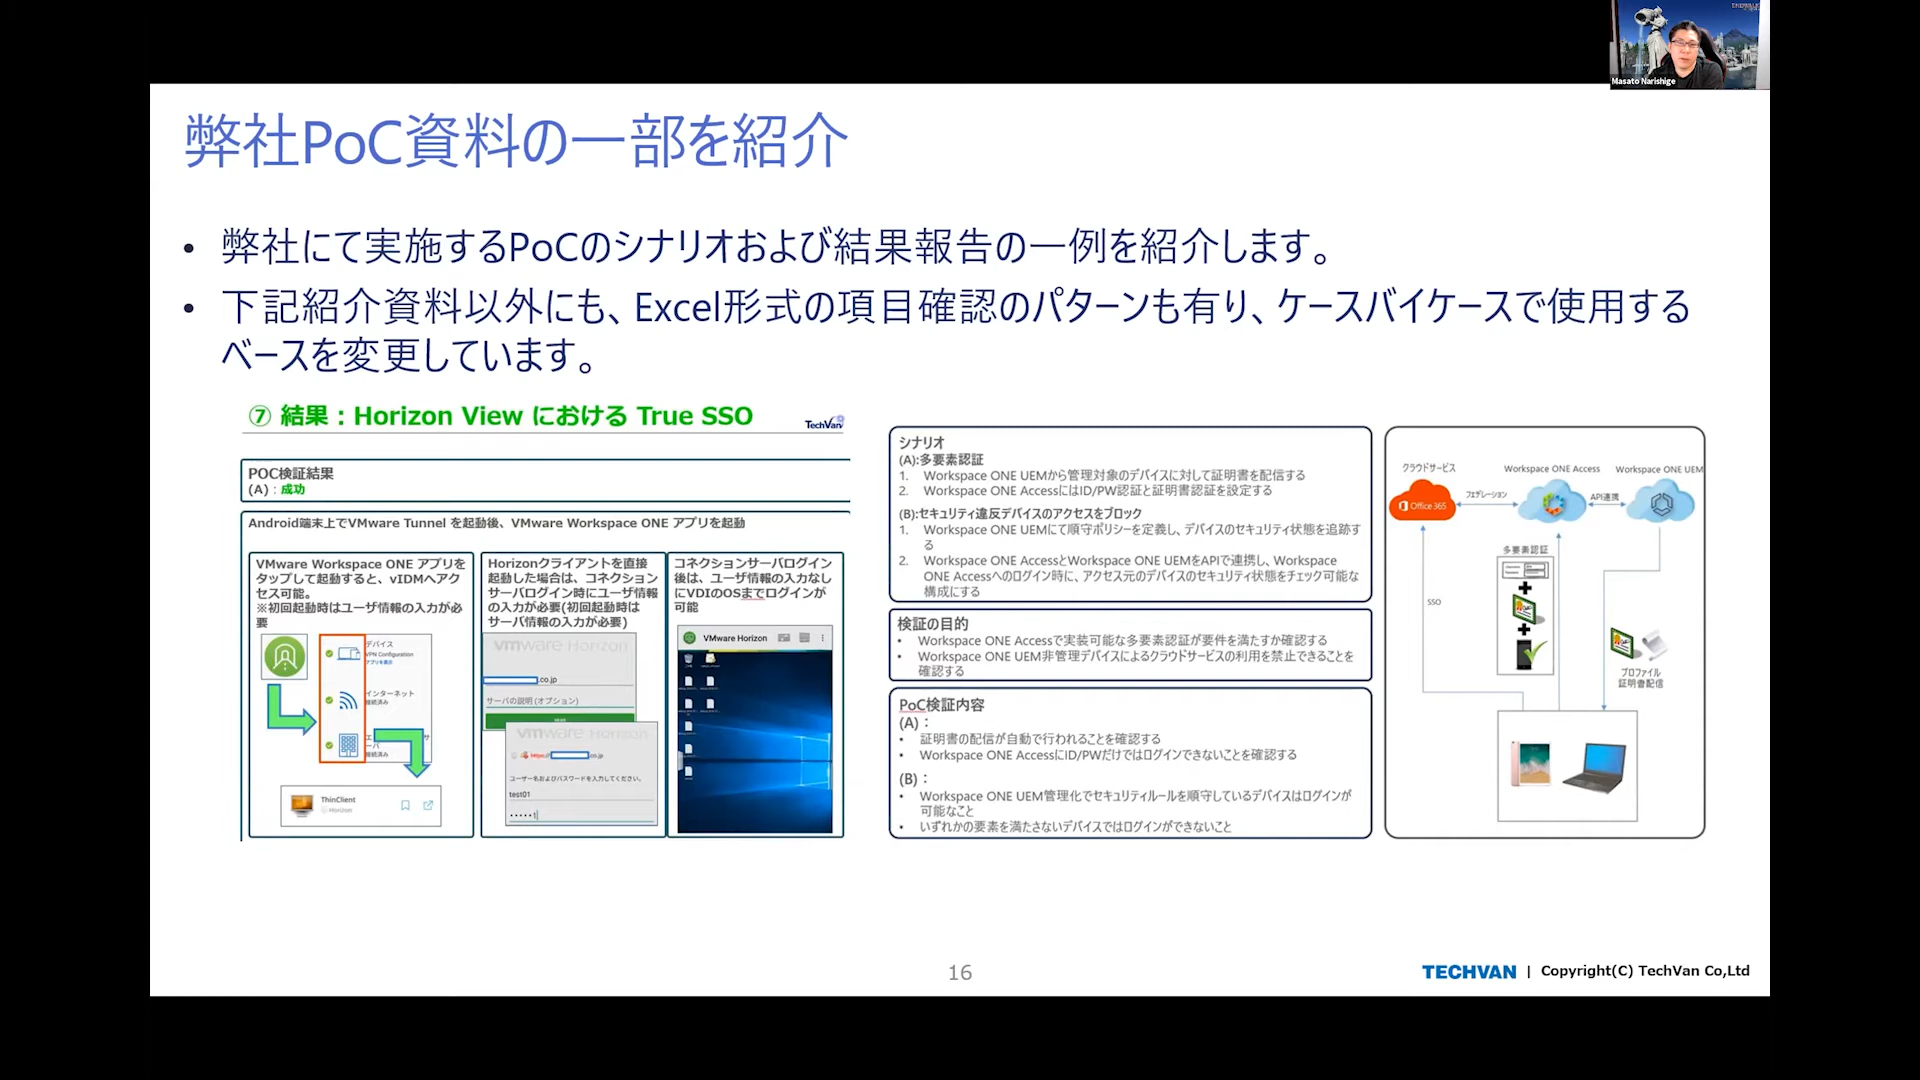 Masato Narishige
弊社PoC資料の一部を紹介
• 弊社にて実施するPoCのシナリオおよび結果報告の一例を紹介します。
• 下記紹介資料以外にも、Excel形式の項目確認のパターンも有り、ケースバイケースで使用する
ベースを変更しています。
⑦ 結果：Horizon View における True SSO
TechVan
POC検証結果
(A)：成功
Android端末上でVMware Tunnel を起動後、VMware Workspace ONE アプリを起動
VMware Workspace ONE アプリを
タップして起動すると、vIDMへアク
セス可能。
※初回起動時はユーザ情報の入力が必
要
デバイス
VPN Configuration
アプリを表示
インターネット
接続済み
接続済み
ThinClient
Horizon
Horizonクライアントを直接
起動した場合は、コネクション
サーバログイン時にユーザ情報
の入力が必要(初回起動時は
サーバ情報の入力が必要)
vmware Horizon
.co.jp
サーバの説明 (オプション)
vmware Horizon
.co.jp
ユーザー名およびパスワードを入力してください。
test01
コネクションサーバログイン
後は、ユーザ情報の入力なし
にVDIのOSまでログインが
可能
VMware Horizon
シナリオ
(A):多要素認証
1. Workspace ONE UEMから管理対象のデバイスに対して証明書を配信する
2. Workspace ONE AccessにはID/PW認証と証明書認証を設定する
(B):セキュリティ違反デバイスのアクセスをブロック
1. Workspace ONE UEMにて順守ポリシーを定義し、デバイスのセキュリティ状態を追跡す
る
2. Workspace ONE AccessとWorkspace ONE UEMをAPIで連携し、Workspace
ONE Accessへのログイン時に、アクセス元のデバイスのセキュリティ状態をチェック可能な
構成にする
検証の目的
• Workspace ONE Accessで実装可能な多要素認証が要件を満たすか確認する
• Workspace ONE UEM非管理デバイスによるクラウドサービスの利用を禁止できることを
確認する
PoC検証内容
(A)：
• 証明書の配信が自動で行われることを確認する
• Workspace ONE AccessにID/PWだけではログインできないことを確認する
(B)：
• Workspace ONE UEM管理化でセキュリティルールを順守しているデバイスはログインが
可能なこと
• いずれかの要素を満たさないデバイスではログインができないこと
クラウドサービス
Workspace ONE Access
Workspace ONE UEM
Office 365
フェデレーション
API連携
多要素認証
SSO
プロファイル
証明書配信
16
TECHVAN | Copyright(C) TechVan Co,Ltd